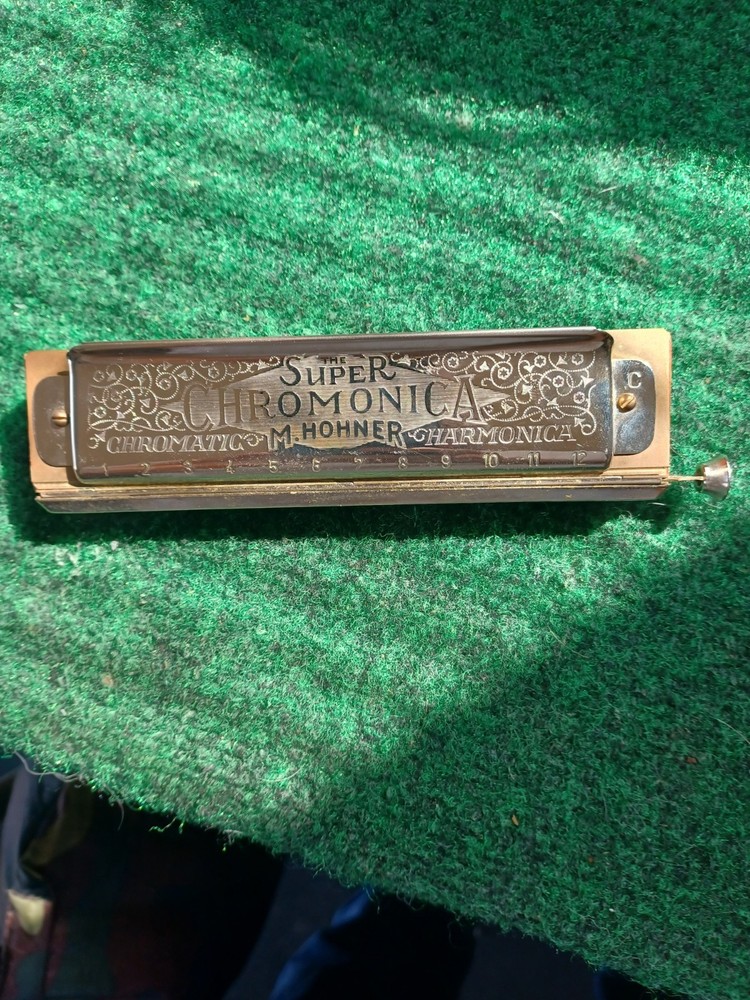 THE
SUPER
CHROMONICA
CHROMATIC M. HOHNER HARMONICA
1 2 3 4 5 6 7 8 9 10 11 12
C